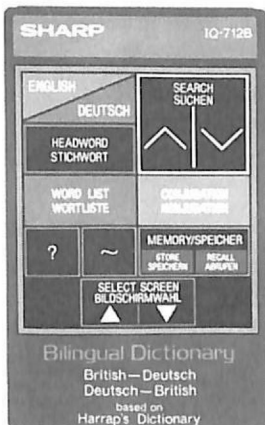 SHARP
IQ-712B
ENGLISH
DEUTSCH
SEARCH
SUCHEN
HEADWORD
STICHWORT
WORD LIST
WORTLISTE
?
~
MEMORY/SPEICHER
STORE
SPEICHERN
RECALL
ABRUFEN
SELECT SCREEN
BILDSCHIRMWAHL
Bilingual Dictionary
British—Deutsch
Deutsch—British
based on
Harrap's Dictionary